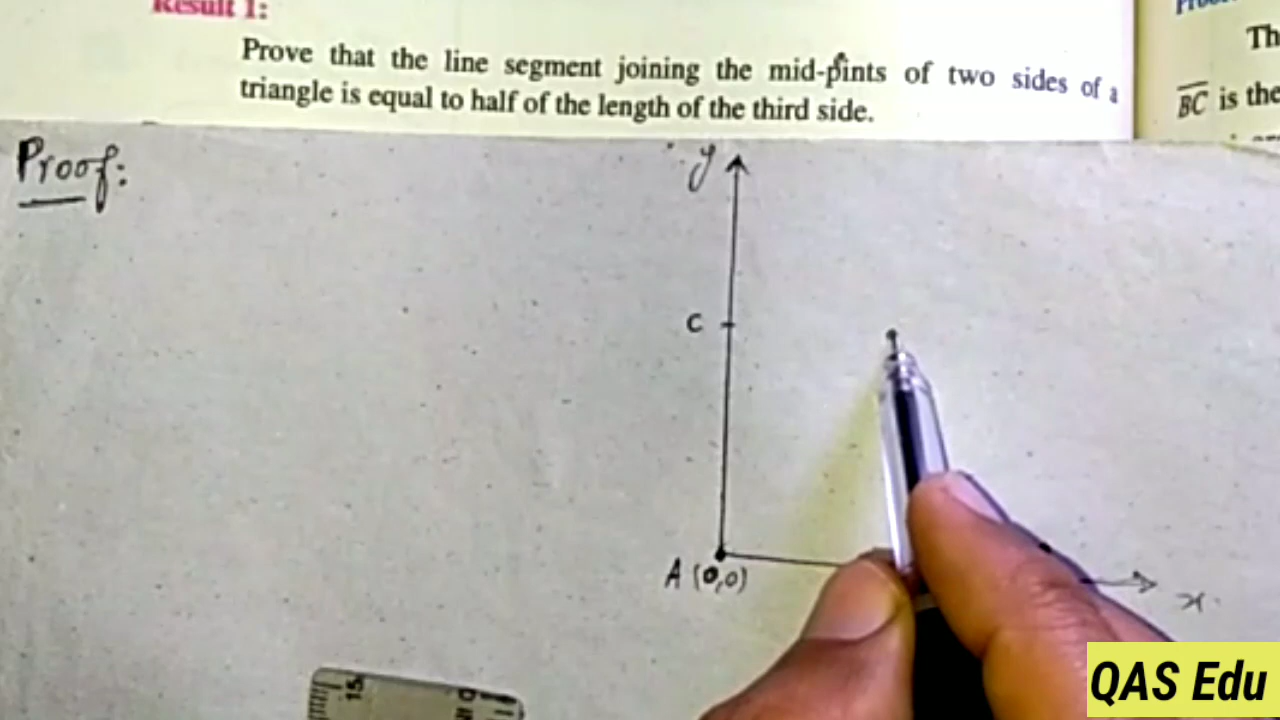 Result 1:
Prove that the line segment joining the mid-pints of two sides of a
triangle is equal to half of the length of the third side.
Th
BC is the
Proof:
y
C
A (0,0)
x
15
QAS Edu